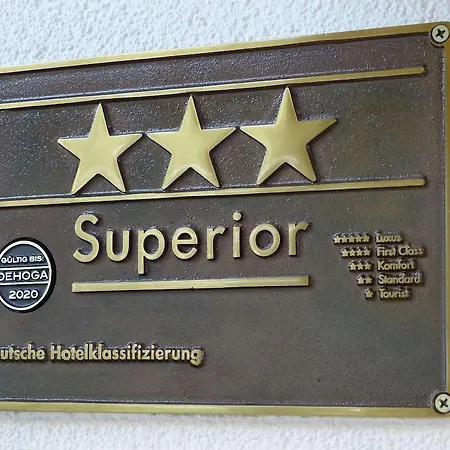 Superior
★★★★★ Luxus
★★★★ First Class
★★★ Komfort
★★ Standard
★ Tourist
GÜLTIG BIS:
DEHOGA
2020
utsche Hotelklassifizierung